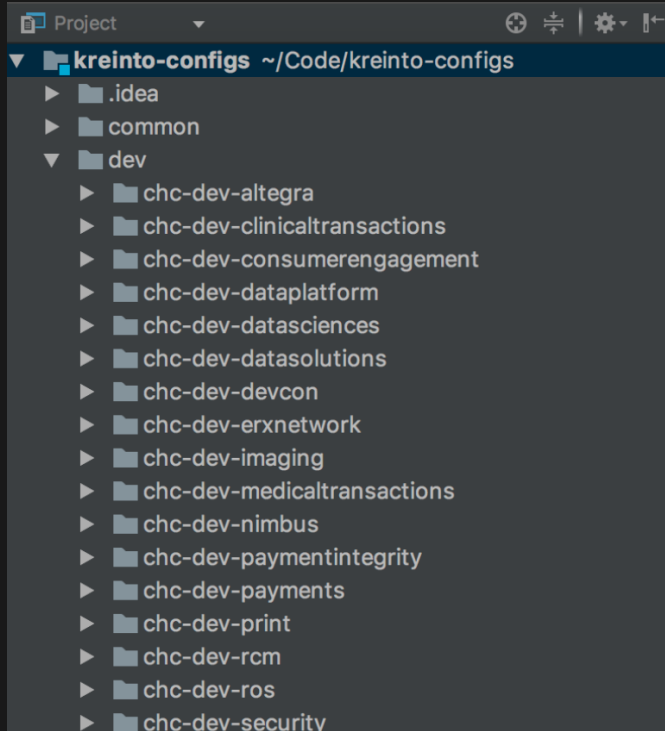 Project
kreinto-configs ~/Code/kreinto-configs
.idea
common
dev
chc-dev-altegra
chc-dev-clinicaltransactions
chc-dev-consumerengagement
chc-dev-dataplatform
chc-dev-datasciences
chc-dev-datasolutions
chc-dev-devcon
chc-dev-erxnetwork
chc-dev-imaging
chc-dev-medicaltransactions
chc-dev-nimbus
chc-dev-paymentintegrity
chc-dev-payments
chc-dev-print
chc-dev-rcm
chc-dev-ros
chc-dev-security